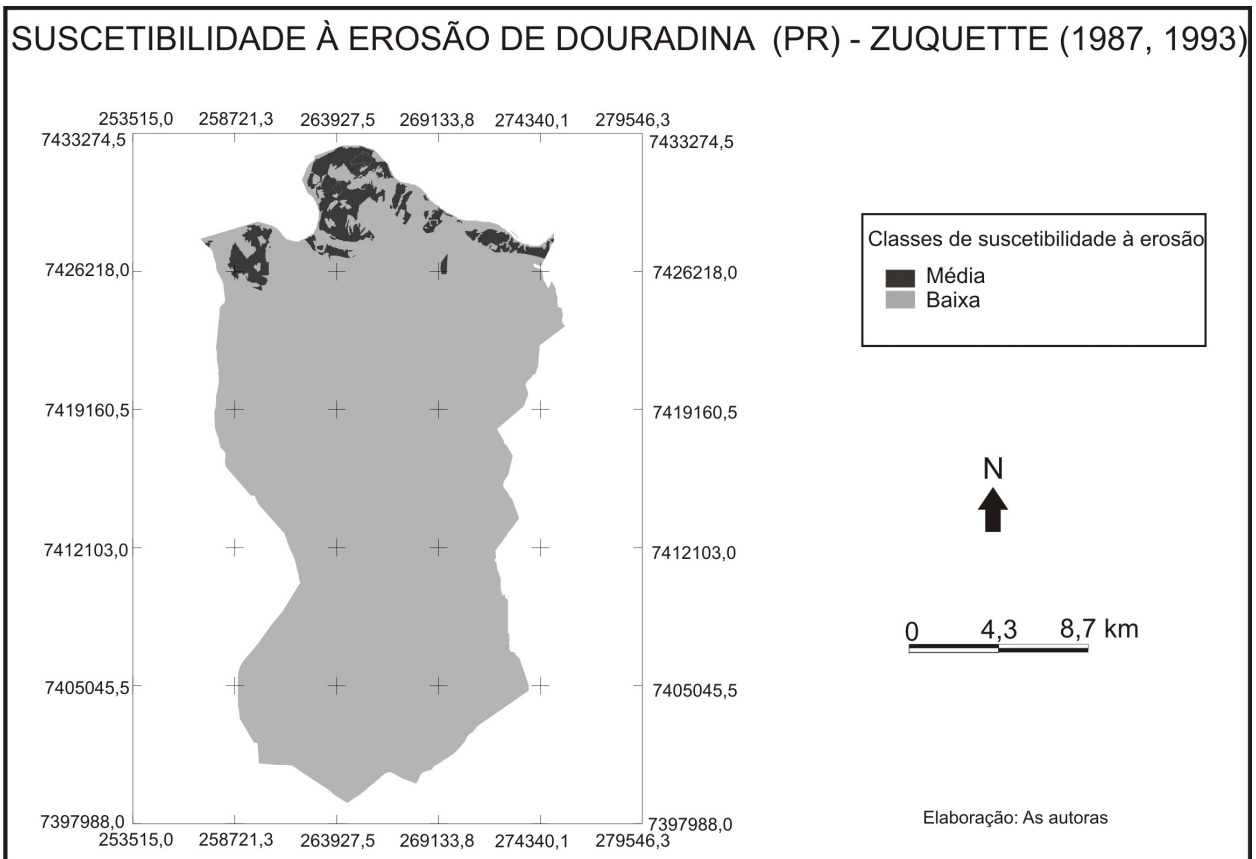 SUSCETIBILIDADE À EROSÃO DE DOURADINA (PR) - ZUQUETTE (1987, 1993)
253515,0 258721,3 263927,5 269133,8 274340,1 279546,3
7433274,5 7433274,5
7426218,0 7426218,0
7419160,5 7419160,5
7412103,0 7412103,0
7405045,5 7405045,5
7397988,0 7397988,0
253515,0 258721,3 263927,5 269133,8 274340,1 279546,3
Classes de suscetibilidade à erosão
Média
Baixa
N
0 4,3 8,7 km
Elaboração: As autoras